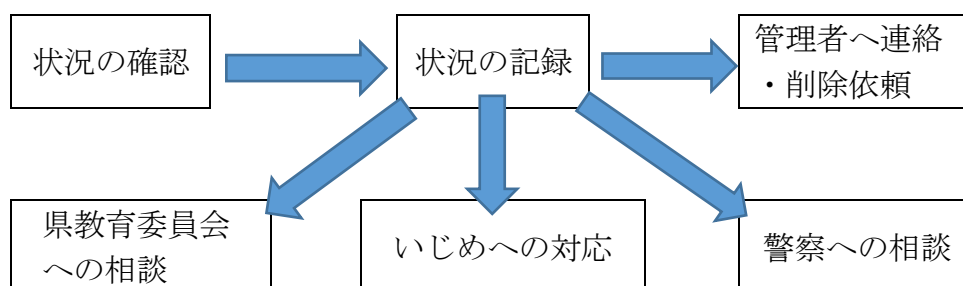 状況の確認
状況の記録
管理者へ連絡
・削除依頼
県教育委員会
への相談
いじめへの対応
警察への相談